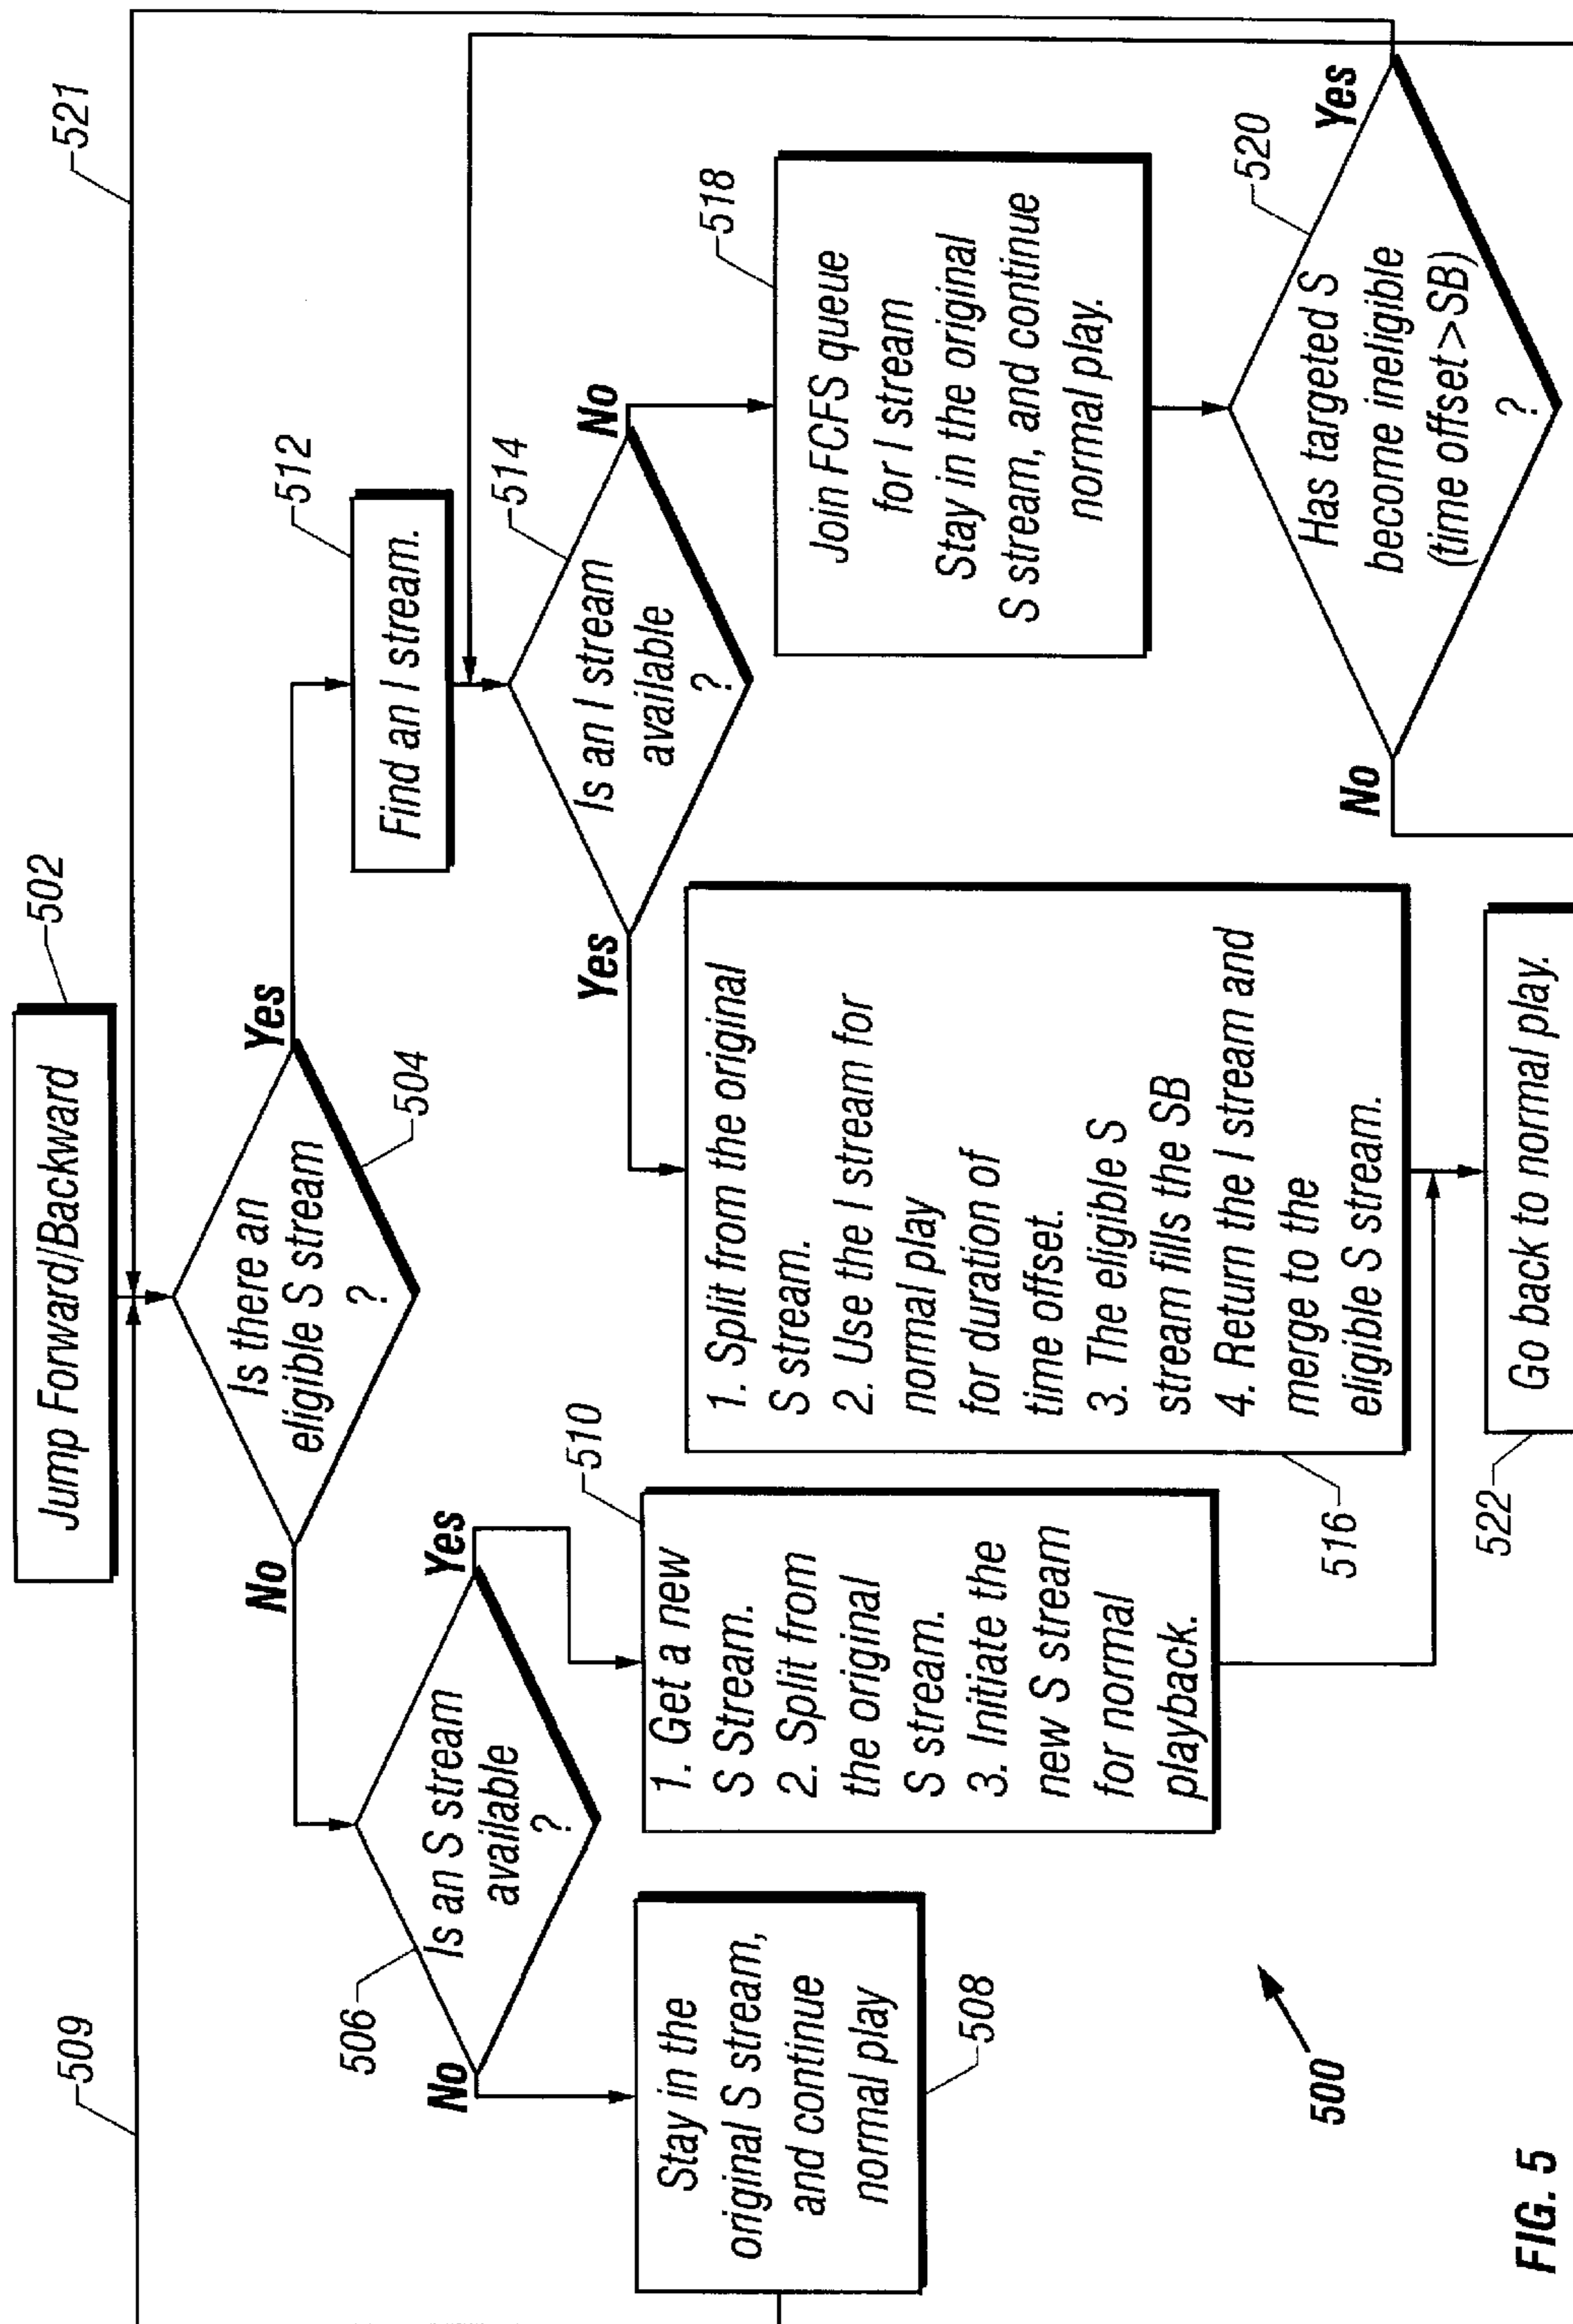 Jump Forward/Backward
502
509
521
Is there an
eligible S stream
?
504
No
Yes
Find an I stream.
512
Is an S stream
available
?
506
No
Yes
Is an I stream
available
?
514
Yes
No
Stay in the
original S stream,
and continue
normal play
508
1. Get a new
S Stream.
2. Split from
the original
S stream.
3. Initiate the
new S stream
for normal
playback.
510
1. Split from the original
S stream.
2. Use the I stream for
normal play
for duration of
time offset.
3. The eligible S
stream fills the SB
4. Return the I stream and
merge to the
eligible S stream.
516
Join FCFS queue
for I stream
Stay in the original
S stream, and continue
normal play.
518
Has targeted S
become ineligible
(time offset>SB)
?
520
No
Yes
Go back to normal play.
522
500
FIG. 5